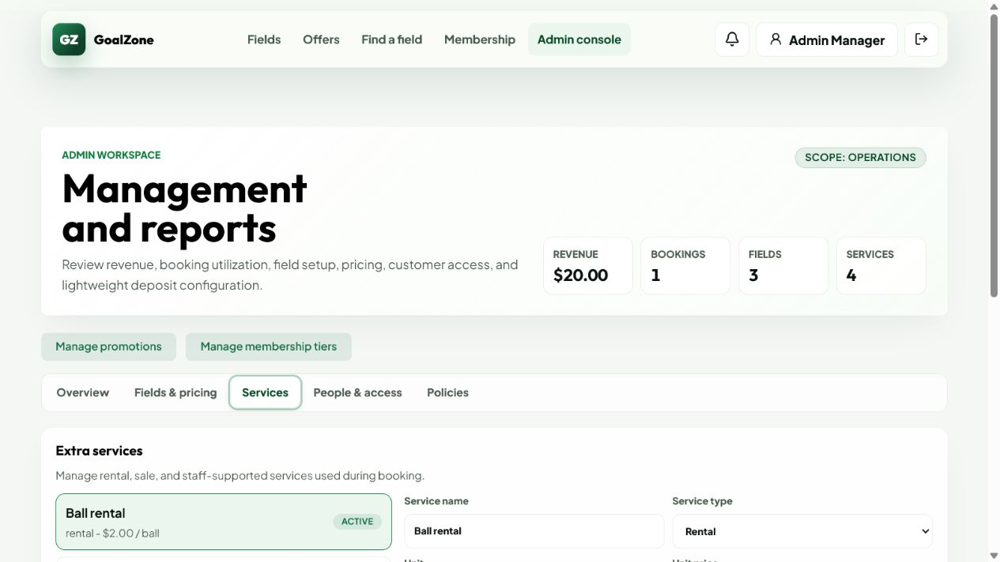 GZ GoalZone Fields Offers Find a field Membership Admin console Admin Manager
ADMIN WORKSPACE
SCOPE: OPERATIONS
Management
and reports
Review revenue, booking utilization, field setup, pricing, customer access, and
lightweight deposit configuration.
REVENUE BOOKINGS FIELDS SERVICES
$20.00 1 3 4
Manage promotions Manage membership tiers
Overview Fields & pricing Services People & access Policies
Extra services
Manage rental, sale, and staff-supported services used during booking.
Ball rental
rental - $2.00 / ball
ACTIVE
Service name Service type
Ball rental Rental